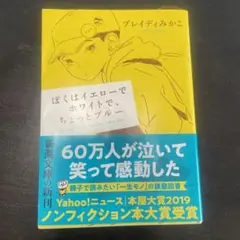 ブレイディみかこ
ぼくはイエローで
ホワイトで、
ちょっとブルー
新潮文庫の新刊
60万人が泣いて
笑って感動した
親子で読みたい「一生モノ」の課題図書
Yahoo!ニュース|本屋大賞2019
ノンフィクション本大賞受賞